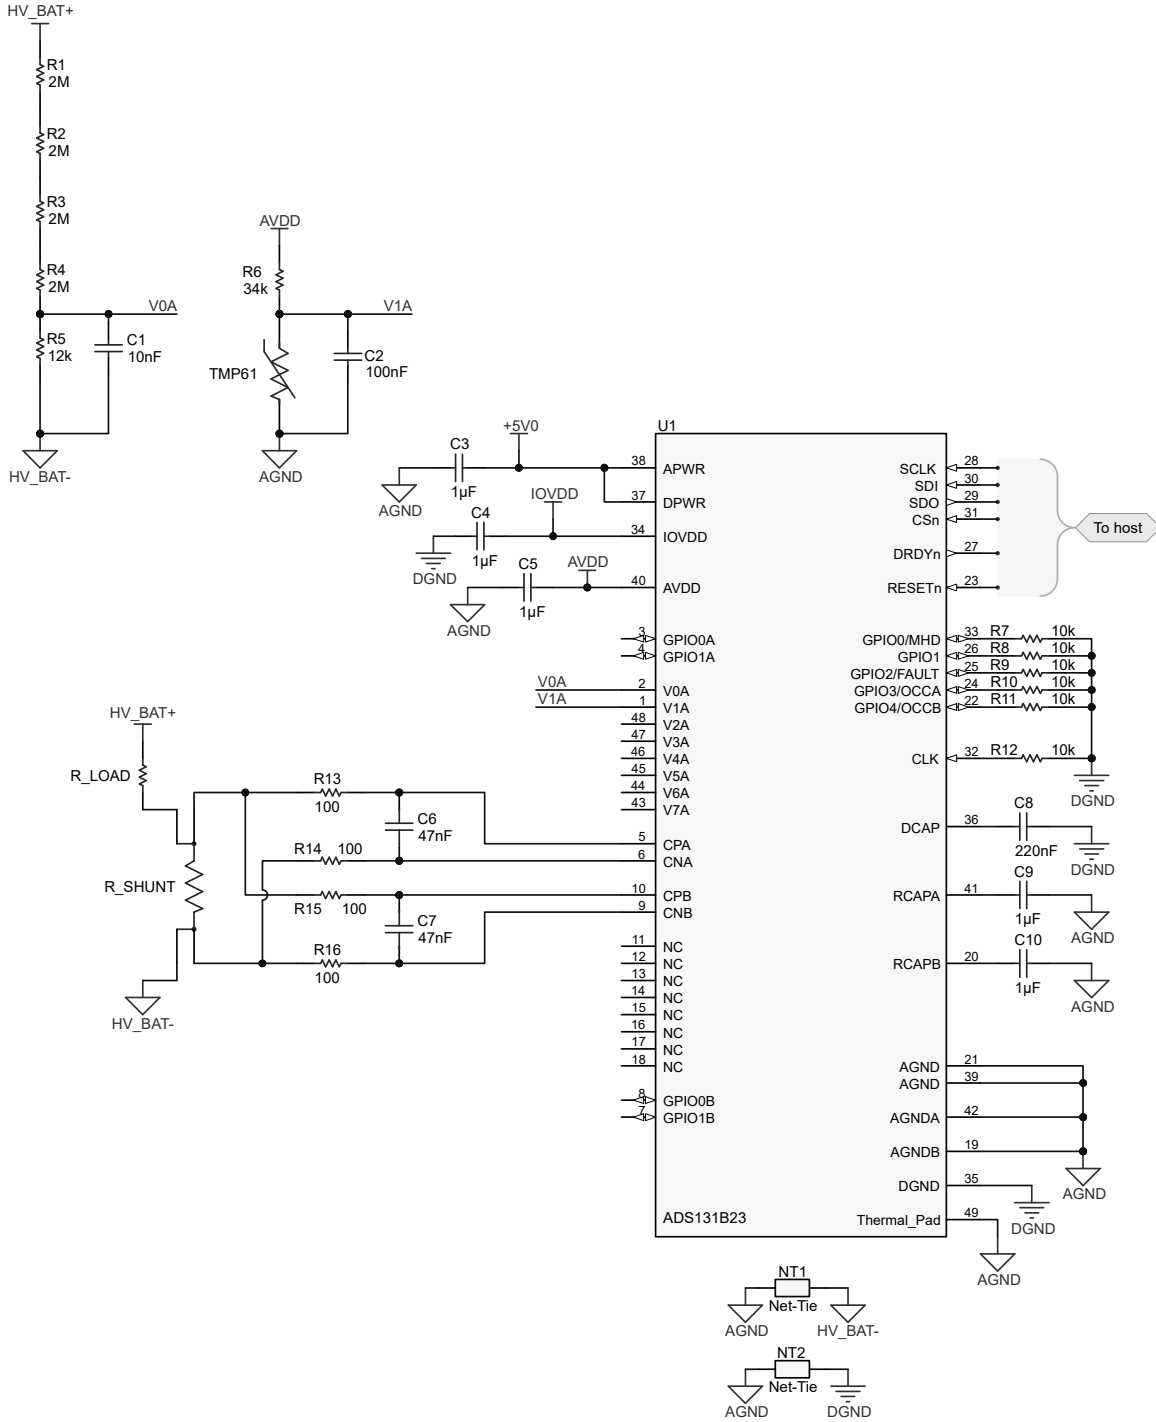 HV_BAT+
R1
2M
R2
2M
R3
2M
R4
2M
V0A
R5
12k
C1
10nF
HV_BAT-
AVDD
R6
34k
V1A
TMP61
C2
100nF
AGND
U1
+5V0
C3
1µF
AGND
IOVDD
C4
1µF
DGND
AVDD
C5
1µF
AGND
38 APWR
37 DPWR
34 IOVDD
40 AVDD
3 GPIO0A
4 GPIO1A
V0A 2 V0A
V1A 1 V1A
48 V2A
47 V3A
46 V4A
45 V5A
44 V6A
43 V7A
5 CPA
6 CNA
10 CPB
9 CNB
11 NC
12 NC
13 NC
14 NC
15 NC
16 NC
17 NC
18 NC
8 GPIO0B
7 GPIO1B
ADS131B23
HV_BAT+
R_LOAD
R_SHUNT
HV_BAT-
R13
100
C6
47nF
R14 100
R15 100
C7
47nF
R16
100
SCLK 28
SDI 30
SDO 29
CSn 31
DRDYn 27
RESETn 23
To host
GPIO0/MHD 33 R7 10k
GPIO1 26 R8 10k
GPIO2/FAULT 25 R9 10k
GPIO3/OCCA 24 R10 10k
GPIO4/OCCB 22 R11 10k
CLK 32 R12 10k
DGND
DCAP 36
C8
220nF
DGND
RCAPA 41
C9
1µF
AGND
RCAPB 20
C10
1µF
AGND
AGND 21
AGND 39
AGNDA 42
AGNDB 19
AGND
DGND 35
DGND
Thermal_Pad 49
AGND
NT1
Net-Tie
AGND HV_BAT-
NT2
Net-Tie
AGND DGND